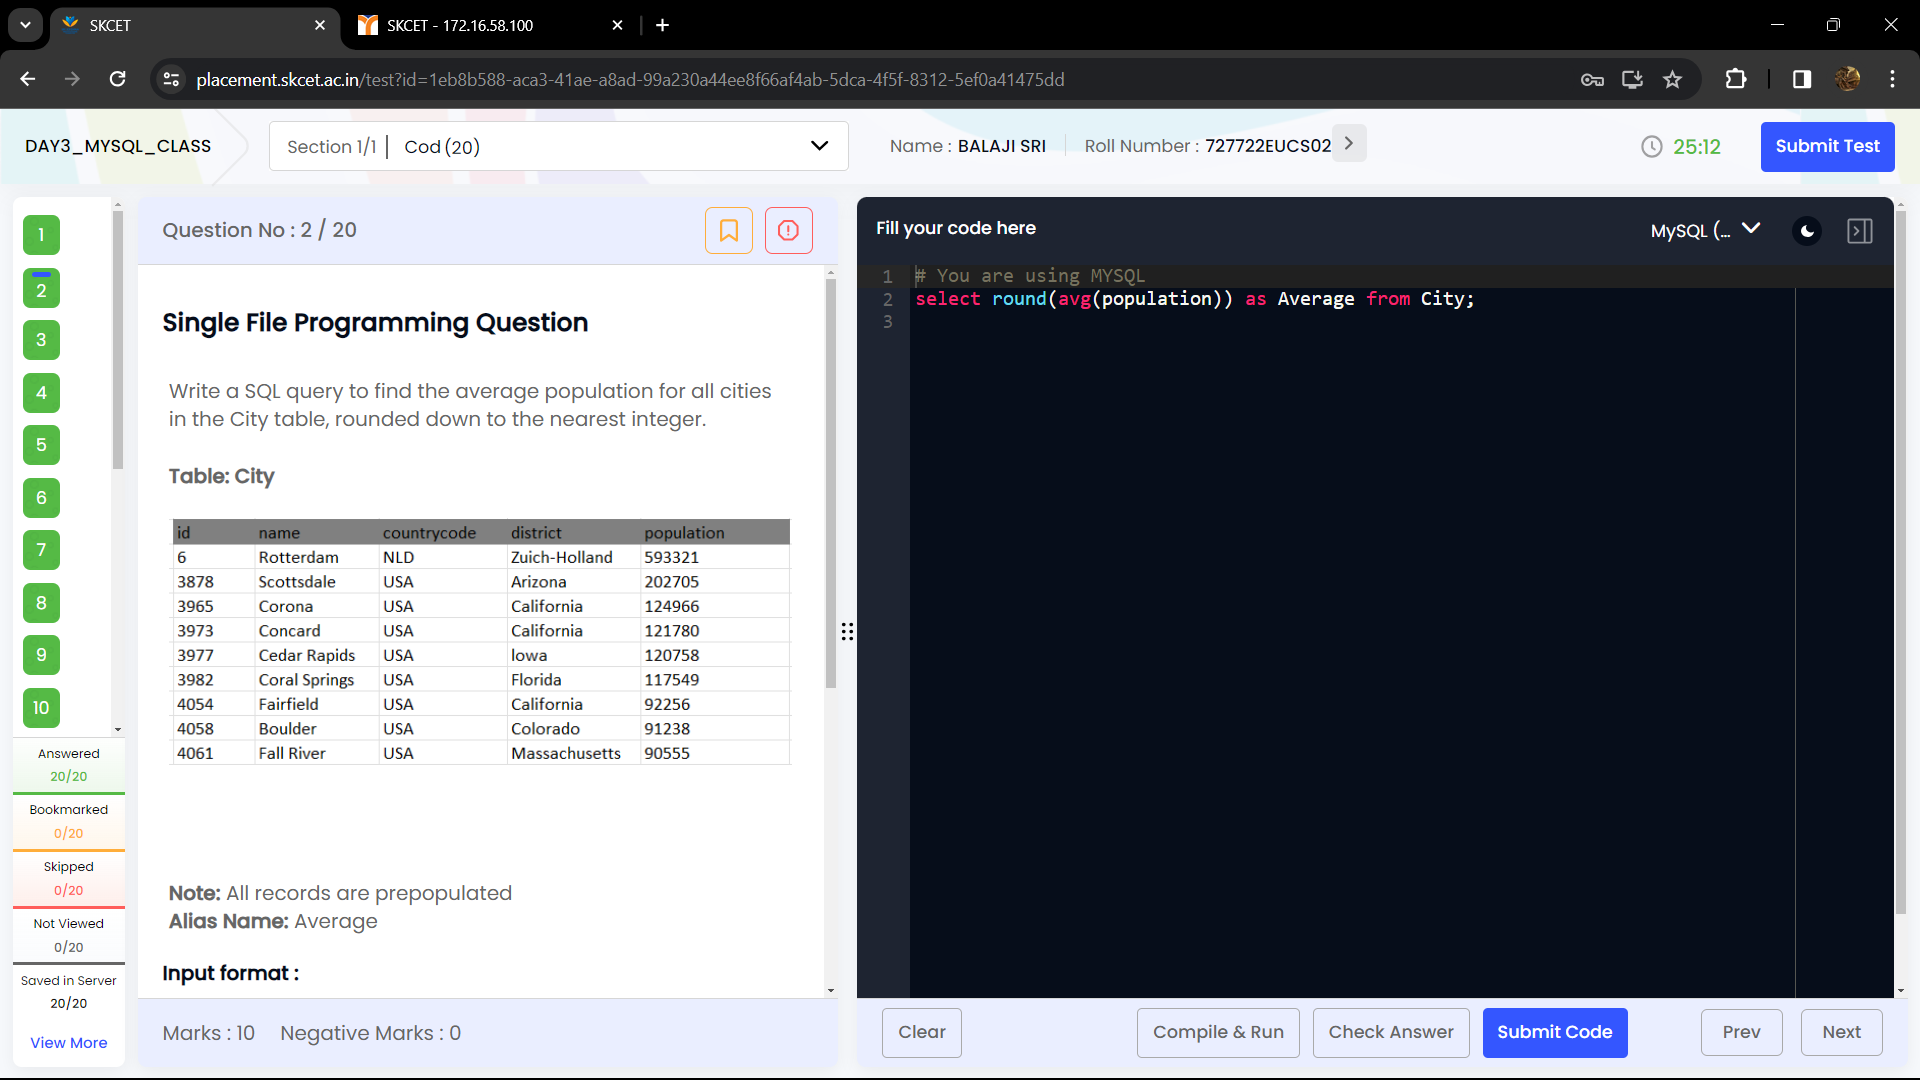 SKCET
SKCET - 172.16.58.100
placement.skcet.ac.in/test?id=1eb8b588-aca3-41ae-a8ad-99a230a44ee8f66af4ab-5dca-4f5f-8312-5ef0a41475dd
DAY3_MYSQL_CLASS
Section 1/1 | Cod (20)
Name : BALAJI SRI
Roll Number : 727722EUCS02
25:12
Submit Test
1
2
3
4
5
6
7
8
9
10
Answered
20/20
Bookmarked
0/20
Skipped
0/20
Not Viewed
0/20
Saved in Server
20/20
View More
Question No : 2 / 20
Single File Programming Question
Write a SQL query to find the average population for all cities
in the City table, rounded down to the nearest integer.
Table: City
id name countrycode district population
6 Rotterdam NLD Zuich-Holland 593321
3878 Scottsdale USA Arizona 202705
3965 Corona USA California 124966
3973 Concard USA California 121780
3977 Cedar Rapids USA Iowa 120758
3982 Coral Springs USA Florida 117549
4054 Fairfield USA California 92256
4058 Boulder USA Colorado 91238
4061 Fall River USA Massachusetts 90555
Note: All records are prepopulated
Alias Name: Average
Input format :
Marks : 10 Negative Marks : 0
Fill your code here
MySQL (...
1 # You are using MYSQL
2 select round(avg(population)) as Average from City;
3
Clear
Compile & Run
Check Answer
Submit Code
Prev
Next